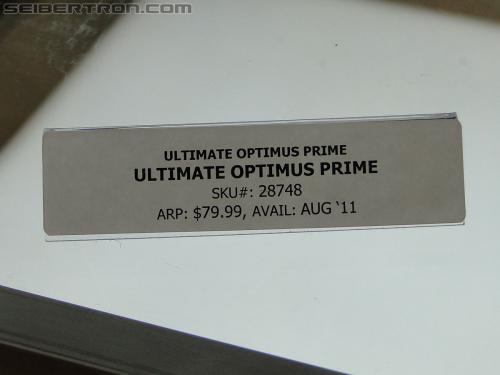 SEIBERTRON.COM
ULTIMATE OPTIMUS PRIME
ULTIMATE OPTIMUS PRIME
SKU#: 28748
ARP: $79.99, AVAIL: AUG ‘11